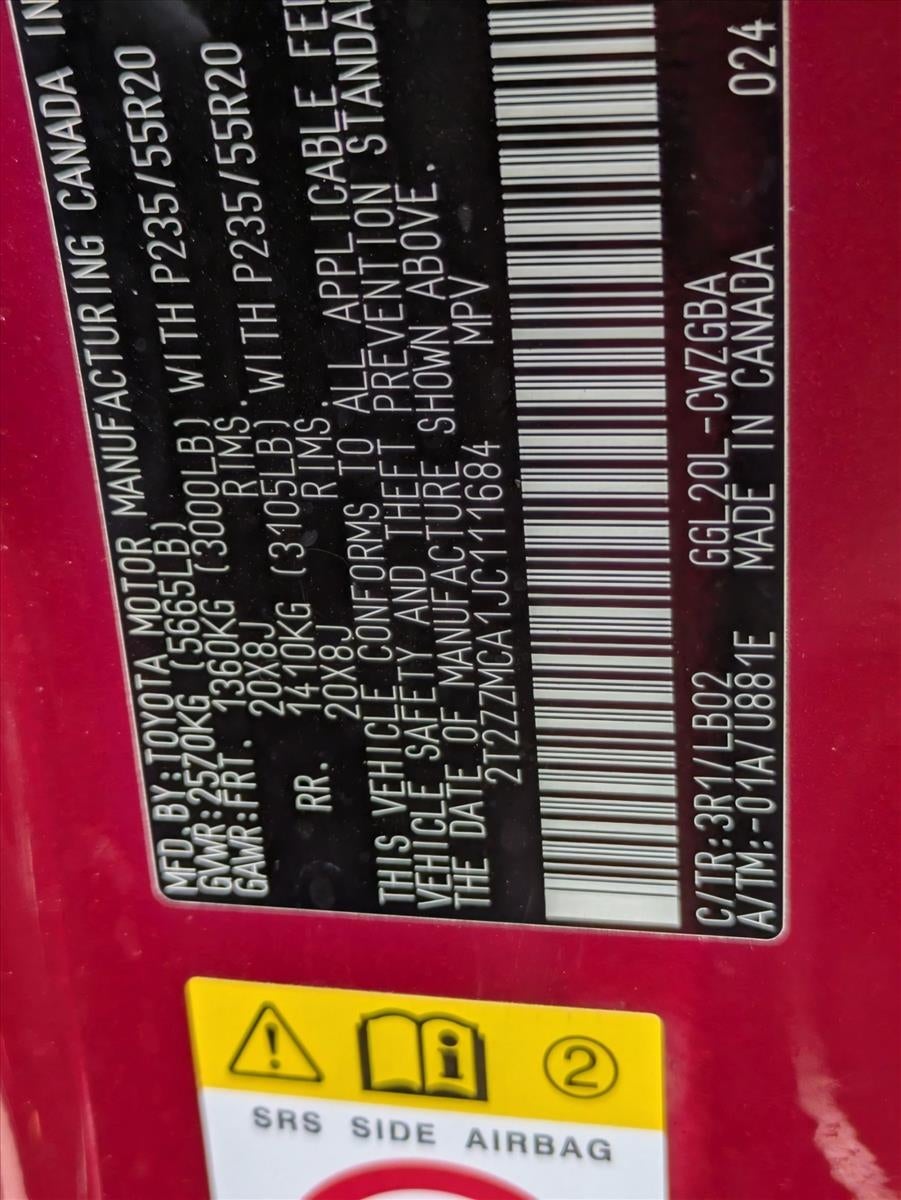 MFD.BY:TOYOTA MOTOR MANUFACTURING CANADA IN
GVWR:2570KG (5665LB)
GAWR:FRT. 1360KG (3000LB) WITH P235/55R20
20X8J RIMS.
RR. 1410KG (3105LB) WITH P235/55R20
20X8J RIMS.
THIS VEHICLE CONFORMS TO ALL APPLICABLE FED
VEHICLE SAFETY AND THEFT PREVENTION STANDA
THE DATE OF MANUFACTURE SHOWN ABOVE.
2T2ZZMCA1JC111684 MPV
C/TR:3R1/LB02 GGL20L-CWZGBA 024
A/TM:-01A/U881E MADE IN CANADA
! i 2
SRS SIDE AIRBAG